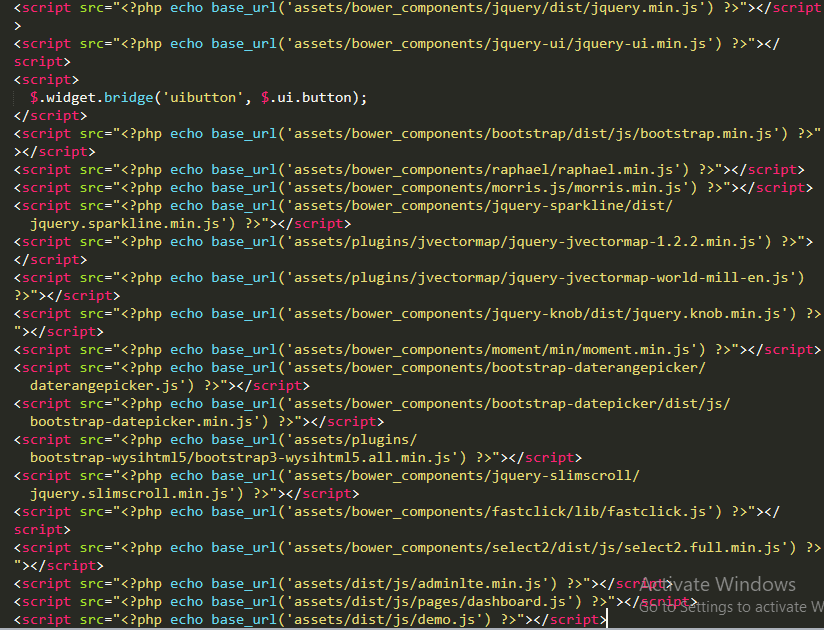 <script src="<?php echo base_url('assets/bower_components/jquery/dist/jquery.min.js') ?>"></script
>
<script src="<?php echo base_url('assets/bower_components/jquery-ui/jquery-ui.min.js') ?>"></
script>
<script>
$.widget.bridge('uibutton', $.ui.button);
</script>
<script src="<?php echo base_url('assets/bower_components/bootstrap/dist/js/bootstrap.min.js') ?>"
></script>
<script src="<?php echo base_url('assets/bower_components/raphael/raphael.min.js') ?>"></script>
<script src="<?php echo base_url('assets/bower_components/morris.js/morris.min.js') ?>"></script>
<script src="<?php echo base_url('assets/bower_components/jquery-sparkline/dist/
jquery.sparkline.min.js') ?>"></script>
<script src="<?php echo base_url('assets/plugins/jvectormap/jquery-jvectormap-1.2.2.min.js') ?>">
</script>
<script src="<?php echo base_url('assets/plugins/jvectormap/jquery-jvectormap-world-mill-en.js')
?>"></script>
<script src="<?php echo base_url('assets/bower_components/jquery-knob/dist/jquery.knob.min.js') ?>
"></script>
<script src="<?php echo base_url('assets/bower_components/moment/min/moment.min.js') ?>"></script>
<script src="<?php echo base_url('assets/bower_components/bootstrap-daterangepicker/
daterangepicker.js') ?>"></script>
<script src="<?php echo base_url('assets/bower_components/bootstrap-datepicker/dist/js/
bootstrap-datepicker.min.js') ?>"></script>
<script src="<?php echo base_url('assets/plugins/
bootstrap-wysihtml5/bootstrap3-wysihtml5.all.min.js') ?>"></script>
<script src="<?php echo base_url('assets/bower_components/jquery-slimscroll/
jquery.slimscroll.min.js') ?>"></script>
<script src="<?php echo base_url('assets/bower_components/fastclick/lib/fastclick.js') ?>"></
script>
<script src="<?php echo base_url('assets/bower_components/select2/dist/js/select2.full.min.js') ?>
"></script>
<script src="<?php echo base_url('assets/dist/js/adminlte.min.js') ?>"></script>
<script src="<?php echo base_url('assets/dist/js/pages/dashboard.js') ?>"></script>
<script src="<?php echo base_url('assets/dist/js/demo.js') ?>"></script>
Activate Windows
Go to Settings to activate W